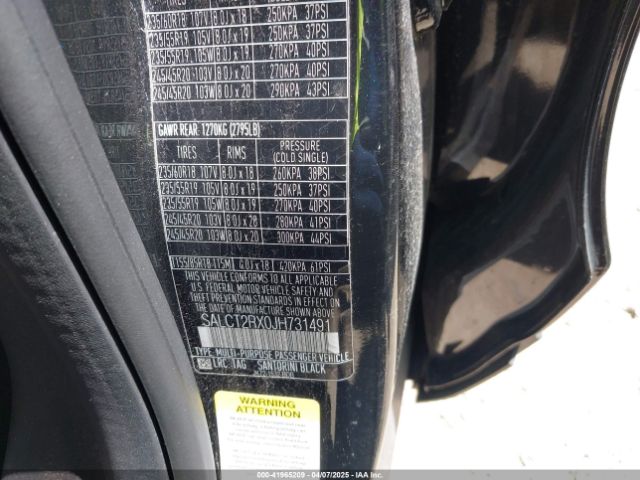 235/60R18 107V 8.0J x 18 250KPA 37PSI
235/55R19 105V 8.0J x 19 250KPA 37PSI
235/55R19 105W 8.0J x 19 270KPA 40PSI
245/45R20 103V 8.0J x 20 270KPA 40PSI
245/45R20 103W 8.0J x 20 290KPA 43PSI
GAWR REAR 1270KG (2795LB)
TIRES RIMS PRESSURE (COLD SINGLE)
235/60R18 107V 8.0J x 18 260KPA 38PSI
235/55R19 105V 8.0J x 19 250KPA 37PSI
235/55R19 105W 8.0J x 19 270KPA 40PSI
245/45R20 103V 8.0J x 20 280KPA 41PSI
245/45R20 103W 8.0J x 20 300KPA 44PSI
T155/85R18 115M 4.0J x 18 420KPA 61PSI
THIS VEHICLE CONFORMS TO ALL APPLICABLE
U.S. FEDERAL MOTOR VEHICLE SAFETY
AND THEFT PREVENTION STANDARDS IN EFFECT ON
THE DATE OF MANUFACTURE SHOWN ABOVE
SALCT2RX0JH731491
TYPE: MULTI-PURPOSE PASSENGER VEHICLE
LRC TAG SANTORINI BLACK
WARNING
ATTENTION
000-41965209 - 04/07/2025 -